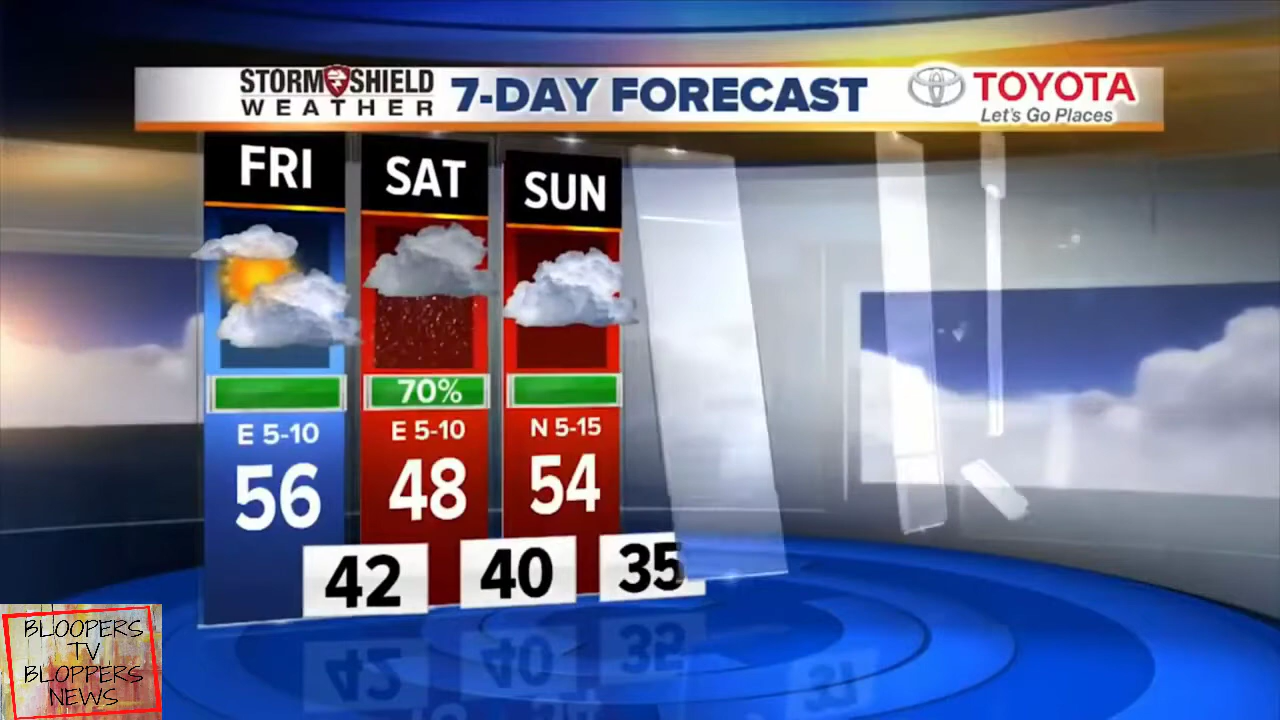 STORM SHIELD
WEATHER
7-DAY FORECAST
TOYOTA
Let's Go Places
FRI
SAT
SUN
70%
E 5-10
E 5-10
N 5-15
56
48
54
42
40
35
BLOOPERS
TV
BLOPPERS
NEWS